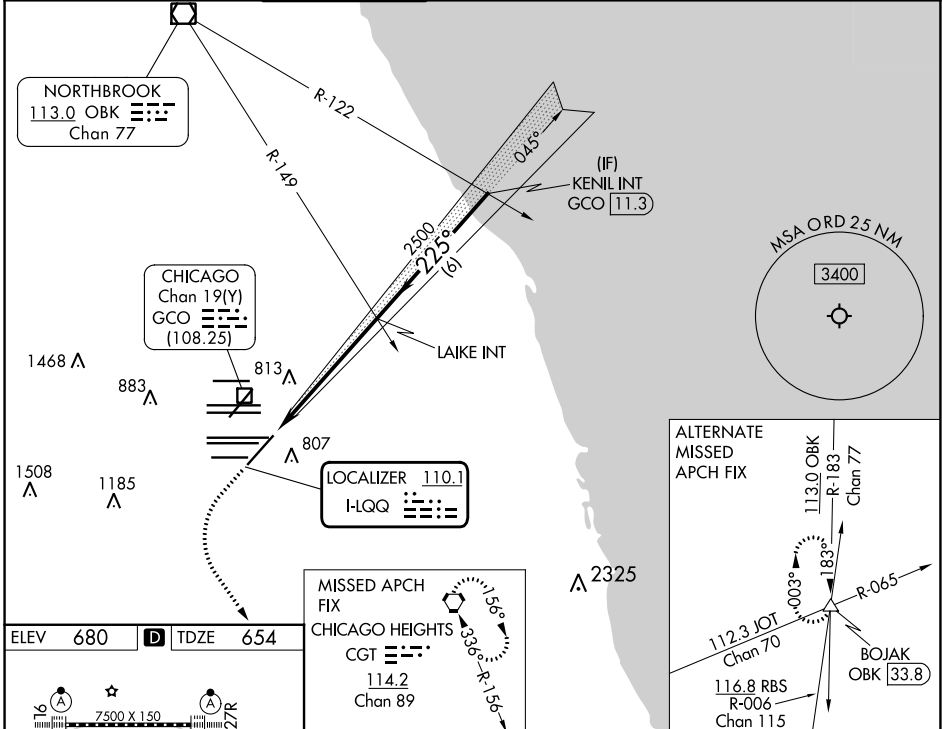 NORTHBROOK
113.0 OBK
Chan 77
R-122
R-149
045°
(IF)
KENIL INT
GCO 11.3
2500
225°
(6)
MSA ORD 25 NM
3400
CHICAGO
Chan 19(Y)
GCO
(108.25)
LAIKE INT
1468
883
813
807
1508
1185
LOCALIZER 110.1
I-LQQ
2325
ALTERNATE
MISSED
APCH FIX
113.0 OBK
R-183
Chan 77
003°
183°
R-065
112.3 JOT
Chan 70
116.8 RBS
R-006
Chan 115
BOJAK
OBK 33.8
MISSED APCH
FIX
CHICAGO HEIGHTS
CGT
114.2
Chan 89
156°
336°
R-156
ELEV 680 D TDZE 654
A
A
16
7500 X 150
27R